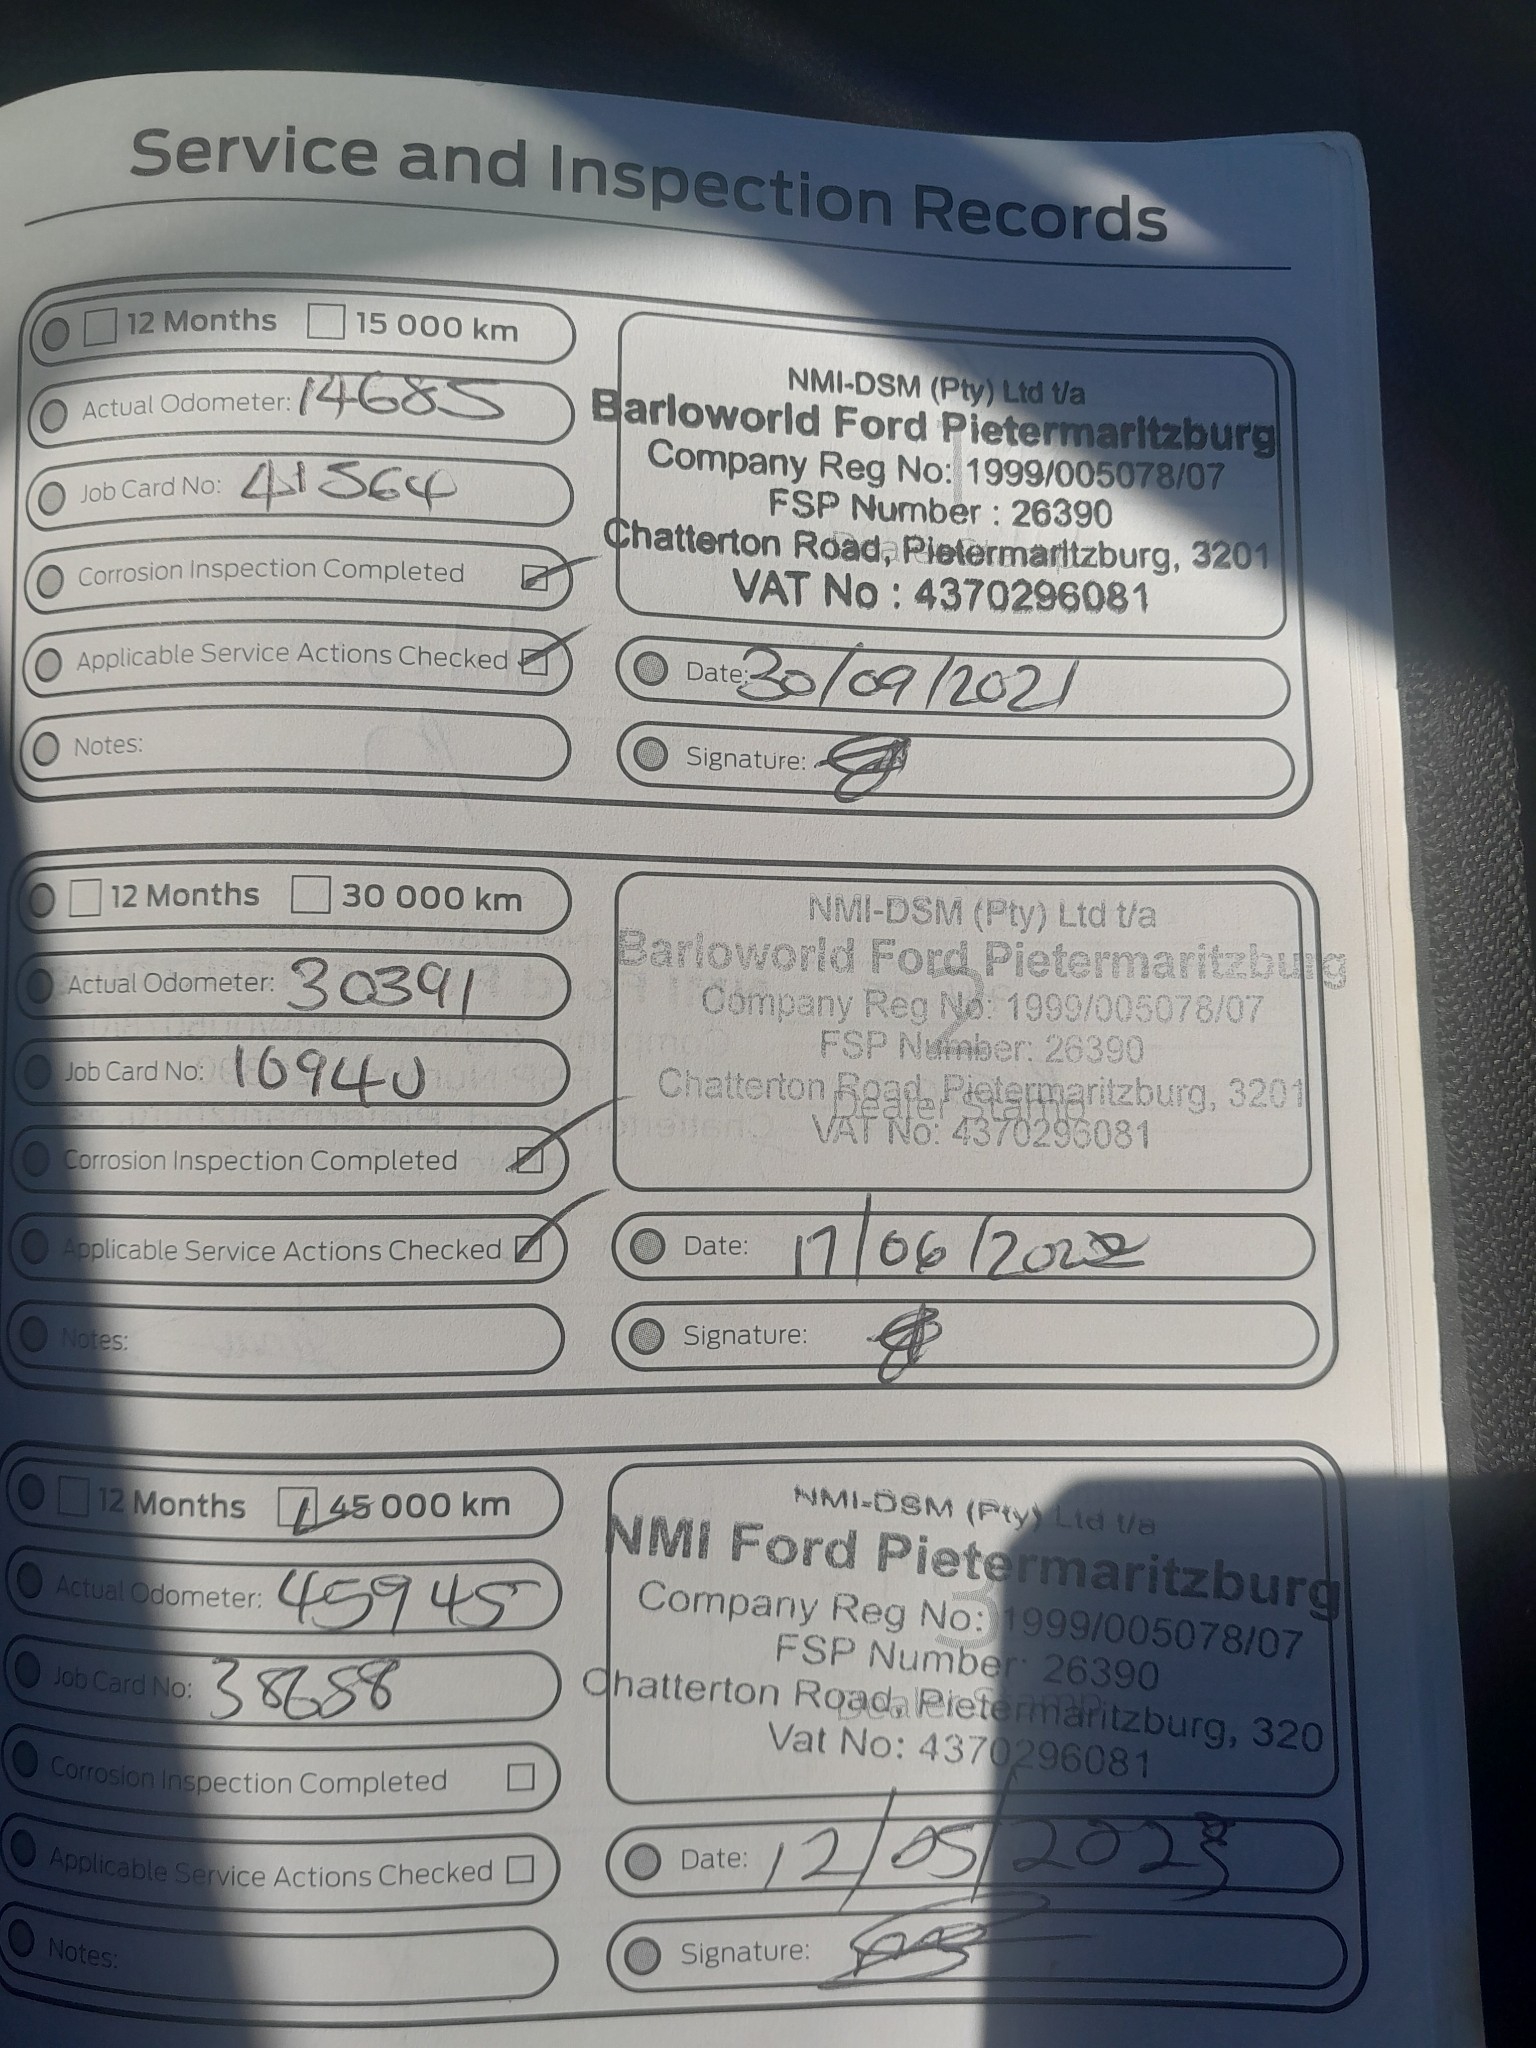 Service and Inspection Records
12 Months 15 000 km
Actual Odometer: 14685
Job Card No: 41564
Corrosion Inspection Completed
Applicable Service Actions Checked
Notes:
NMI-DSM (Pty) Ltd t/a
Barloworld Ford Pietermaritzburg
Company Reg No: 1999/005078/07
FSP Number : 26390
Chatterton Road, Pietermaritzburg, 3201
VAT No : 4370296081
Date: 30/09/2021
Signature:
12 Months 30 000 km
Actual Odometer: 30391
Job Card No: 10940
Corrosion Inspection Completed
Applicable Service Actions Checked
Notes:
NMI-DSM (Pty) Ltd t/a
Barloworld Ford Pietermaritzburg
2
Company Reg No: 1999/005078/07
FSP Number: 26390
Chatterton Road, Pietermaritzburg, 3201
Dealer Stamp
VAT No: 4370296081
Date: 17/06/2022
Signature:
12 Months 45 000 km
Actual Odometer: 45945
Job Card No: 38658
Corrosion Inspection Completed
Applicable Service Actions Checked
Notes:
NMI-DSM (Pty) Ltd t/a
NMI Ford Pietermaritzburg
3
Company Reg No: 1999/005078/07
FSP Number: 26390
Chatterton Road, Pietermaritzburg, 320
Vat No: 4370296081
Date: 12/05/2023
Signature: